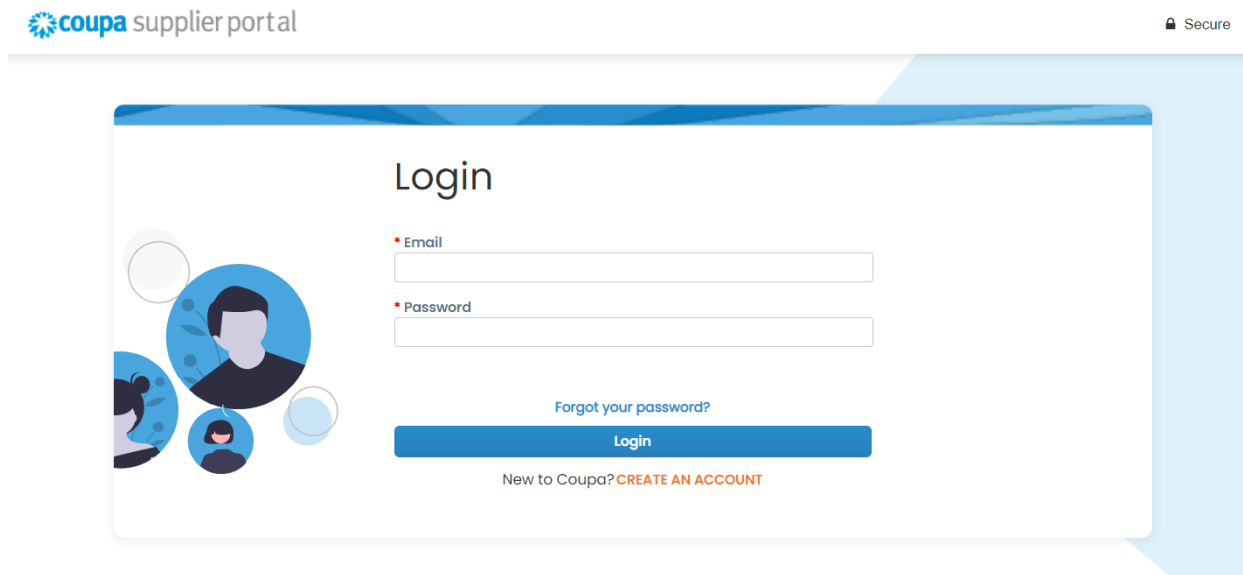 coupa supplier portal
Secure
Login
* Email
* Password
Forgot your password?
Login
New to Coupa? CREATE AN ACCOUNT